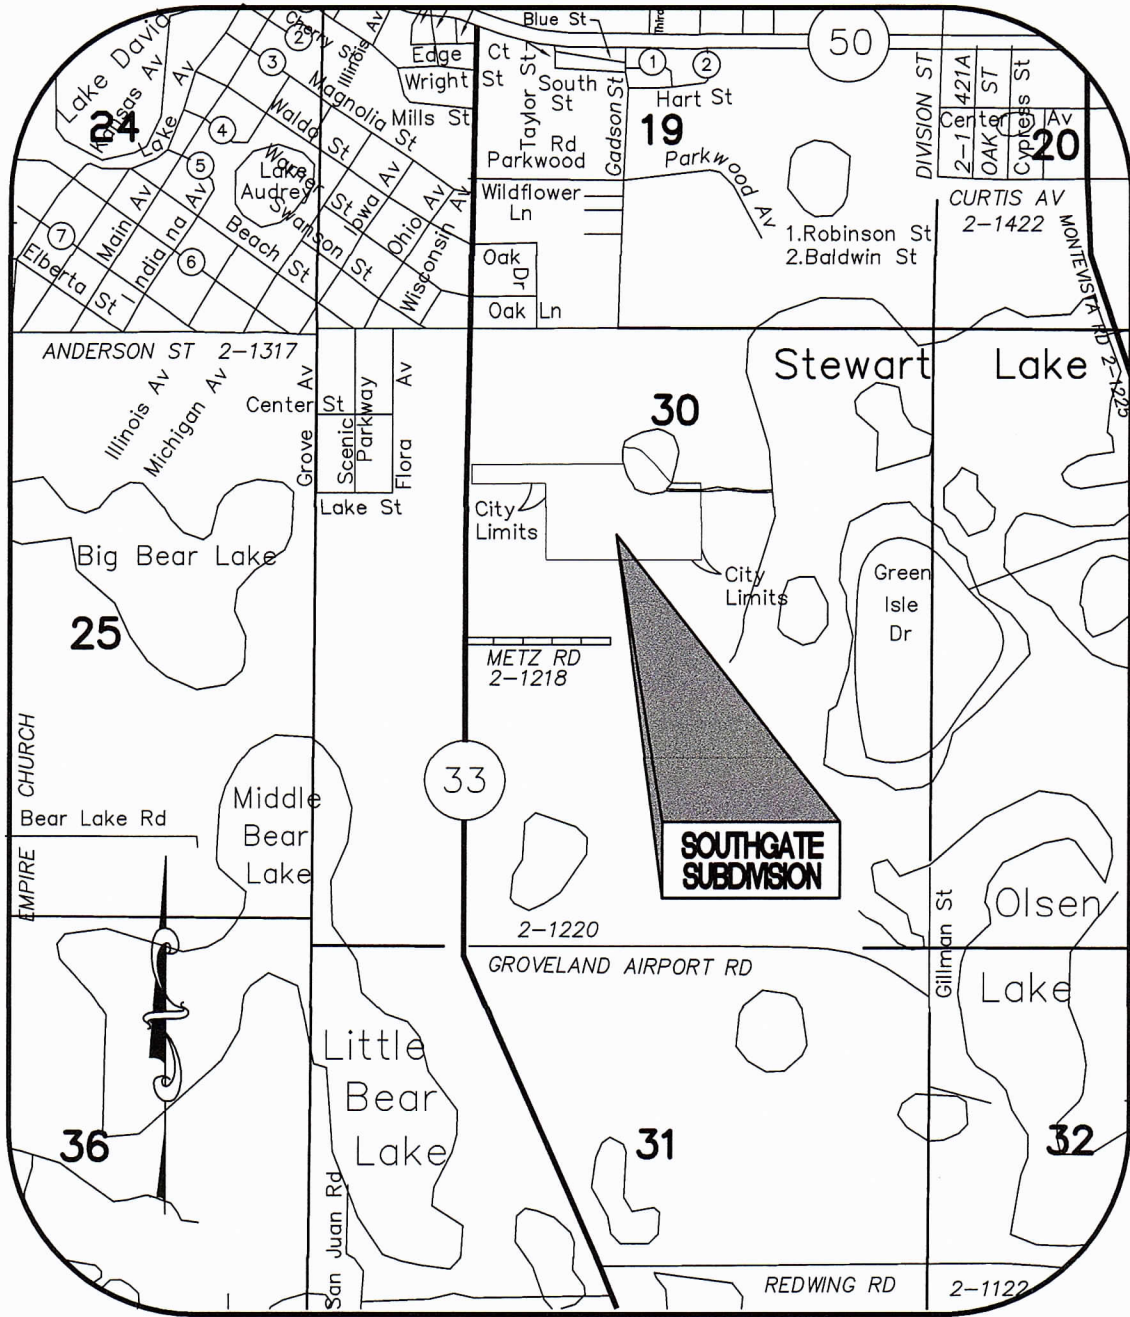 Lake David
Kansas Av
24
Lake Av
2
3
4
5
6
7
Cherry St
Illinois Av
Magnolia St
Waldo St
Warner St
Lake
Audrey
Swanson St
Beach St
Iowa Av
Ohio Av
Wisconsin Av
Main Av
Indiana Av
Elberta St
Edge Ct
Wright St
Mills St
Blue St
Third
50
Taylor St
South
St
Gadson St
1
2
Hart St
19
Rd
Parkwood
Parkwood Av
Wildflower
Ln
Oak
Dr
Oak Ln
1.Robinson St
2.Baldwin St
DIVISION ST
2-1421A
OAK ST
Cypress St
Center Av
20
CURTIS AV
2-1422
MONTEVISTA RD 2-1225
ANDERSON ST 2-1317
Illinois Av
Michigan Av
Center St
Grove Av
Scenic
Parkway
Flora Av
Lake St
Stewart Lake
30
City
Limits
City
Limits
Big Bear Lake
25
Green
Isle
Dr
METZ RD
2-1218
EMPIRE CHURCH
Bear Lake Rd
Middle
Bear
Lake
33
SOUTHGATE
SUBDIVISION
Olsen
Lake
Gillman St
2-1220
GROVELAND AIRPORT RD
Little
Bear
Lake
36
31
32
San Juan Rd
REDWING RD 2-1122